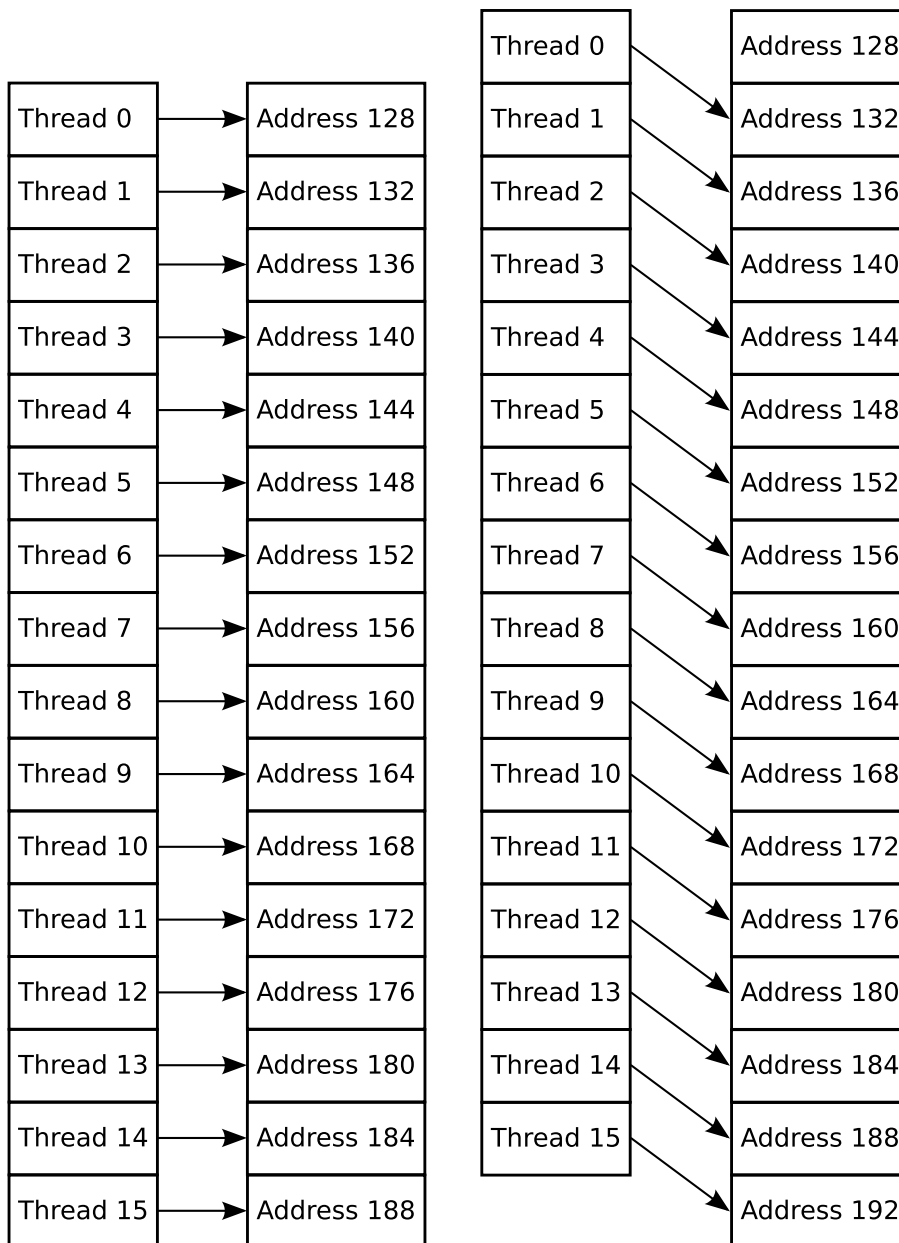 Thread 0 Address 128
Thread 1 Address 132
Thread 2 Address 136
Thread 3 Address 140
Thread 4 Address 144
Thread 5 Address 148
Thread 6 Address 152
Thread 7 Address 156
Thread 8 Address 160
Thread 9 Address 164
Thread 10 Address 168
Thread 11 Address 172
Thread 12 Address 176
Thread 13 Address 180
Thread 14 Address 184
Thread 15 Address 188
Thread 0 Address 128
Thread 1 Address 132
Thread 2 Address 136
Thread 3 Address 140
Thread 4 Address 144
Thread 5 Address 148
Thread 6 Address 152
Thread 7 Address 156
Thread 8 Address 160
Thread 9 Address 164
Thread 10 Address 168
Thread 11 Address 172
Thread 12 Address 176
Thread 13 Address 180
Thread 14 Address 184
Thread 15 Address 188
Address 192